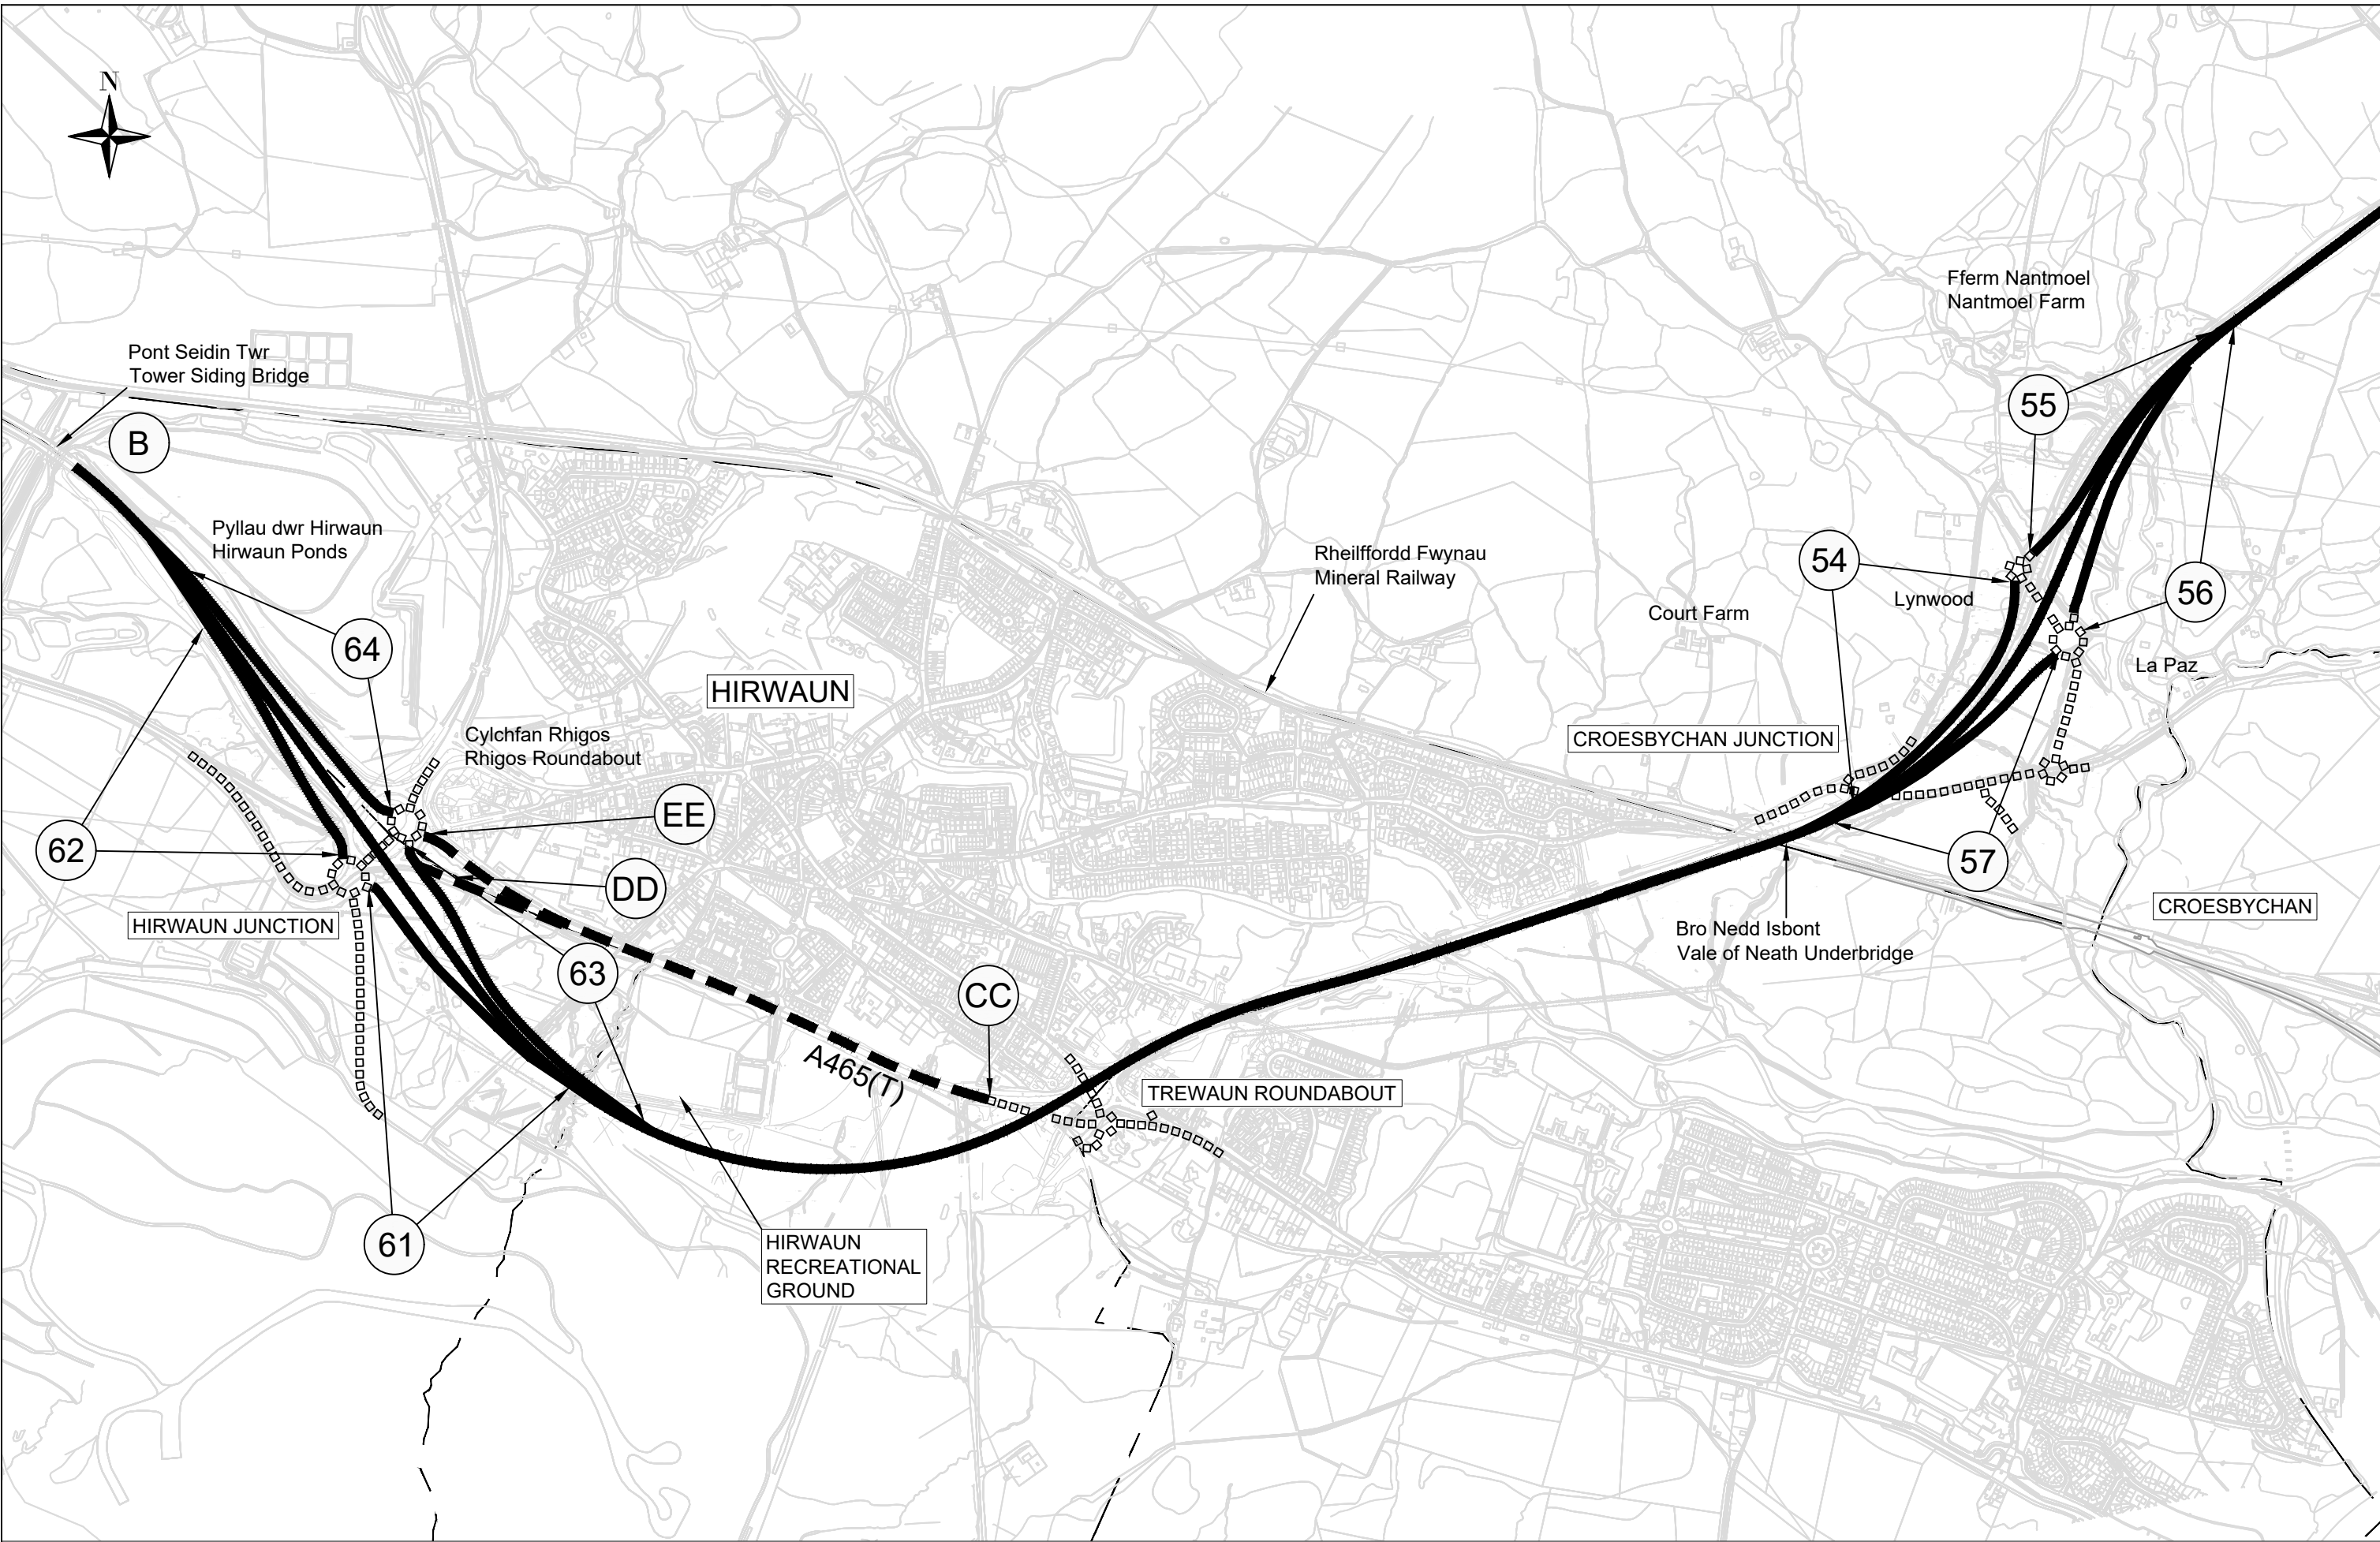 N
Fferm Nantmoel
Nantmoel Farm
Pont Seidin Twr
Tower Siding Bridge
55
B
Pyllau dwr Hirwaun
Hirwaun Ponds
Rheilffordd Fwynau
Mineral Railway
54
56
Lynwood
Court Farm
64
La Paz
HIRWAUN
Cylchfan Rhigos
Rhigos Roundabout
CROESBYCHAN JUNCTION
EE
62
57
DD
CROESBYCHAN
HIRWAUN JUNCTION
Bro Nedd Isbont
Vale of Neath Underbridge
63
CC
A465(T)
TREWAUN ROUNDABOUT
61
HIRWAUN
RECREATIONAL
GROUND